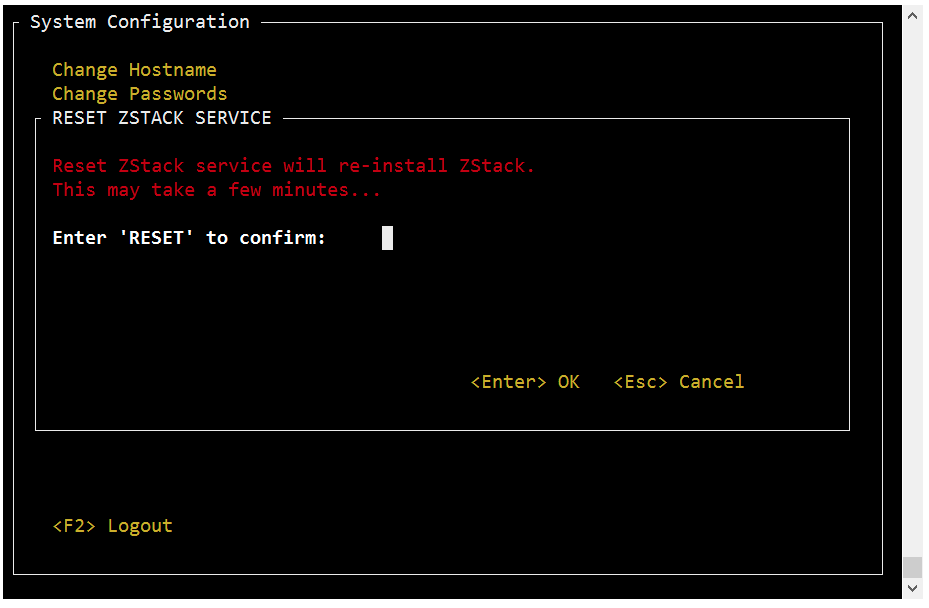 System Configuration
Change Hostname
Change Passwords
RESET ZSTACK SERVICE
Reset ZStack service will re-install ZStack.
This may take a few minutes...
Enter 'RESET' to confirm:
<Enter> OK <Esc> Cancel
<F2> Logout